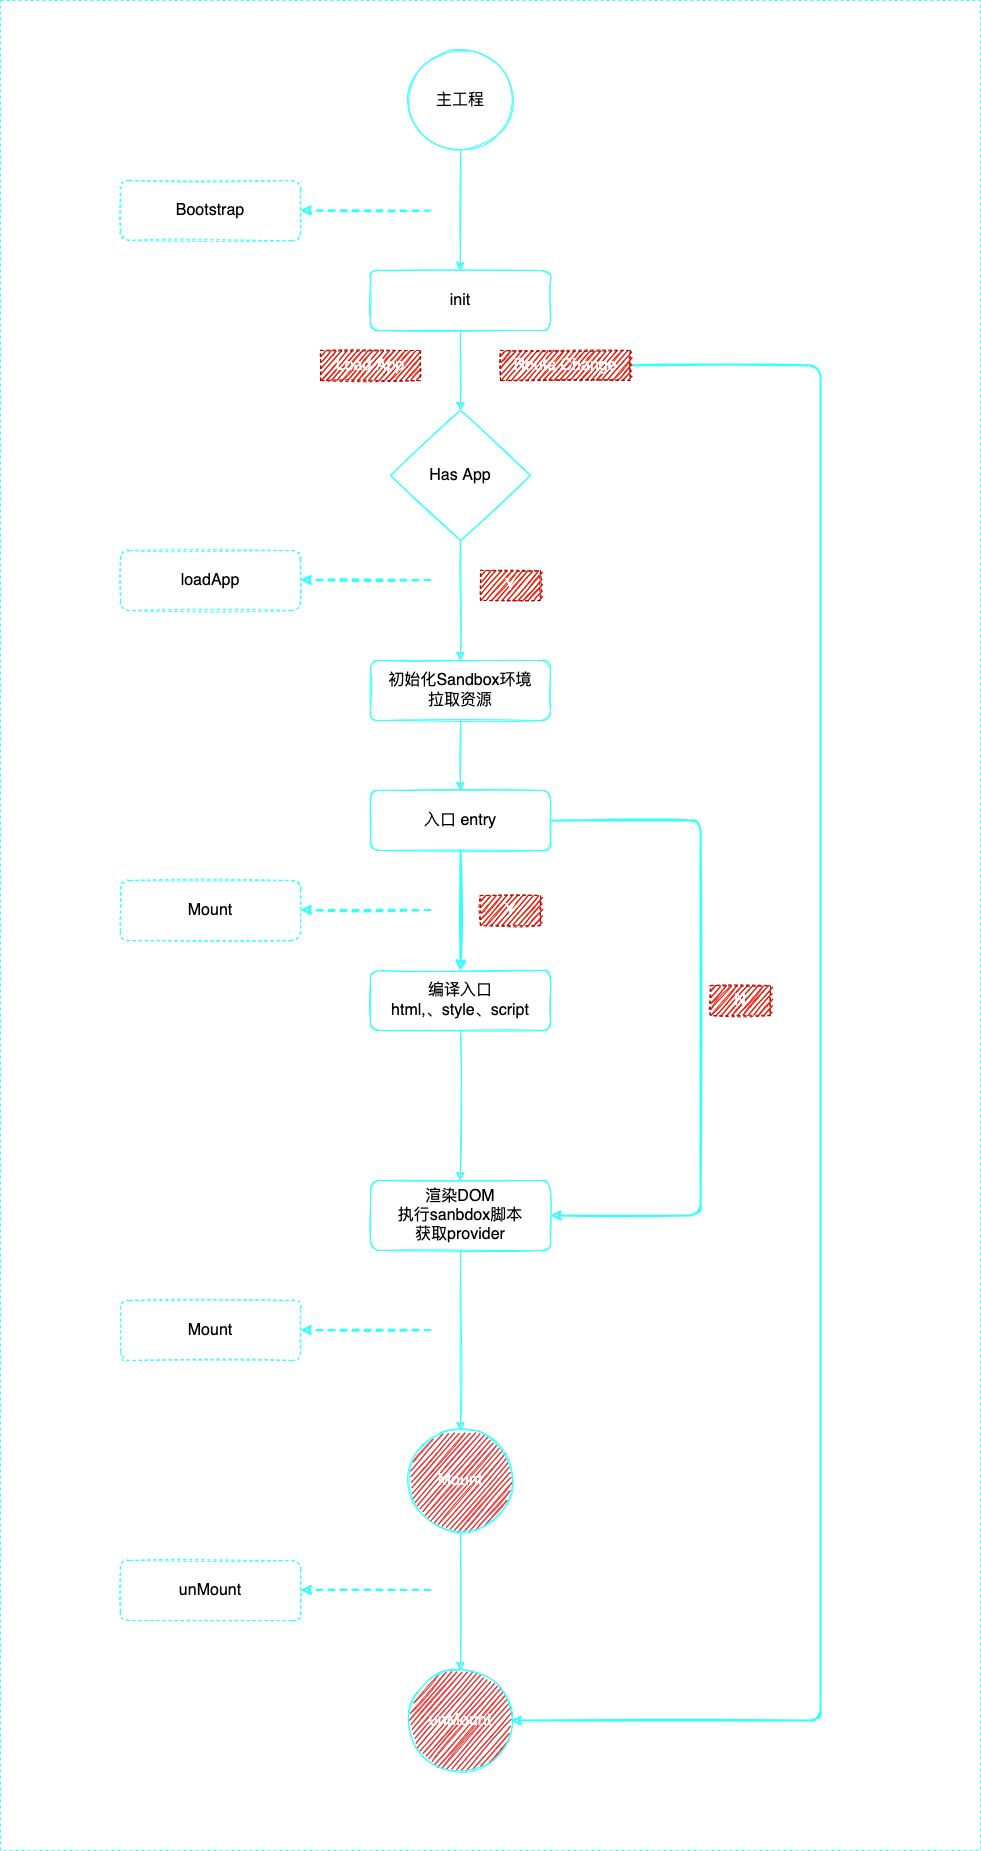 主工程
Bootstrap
init
Load App
Route Change
Has App
loadApp
Y
初始化Sandbox环境
拉取资源
入口 entry
Mount
Y
编译入口
html,、style、script
N
渲染DOM
执行sanbdox脚本
获取provider
Mount
Mount
unMount
unMount